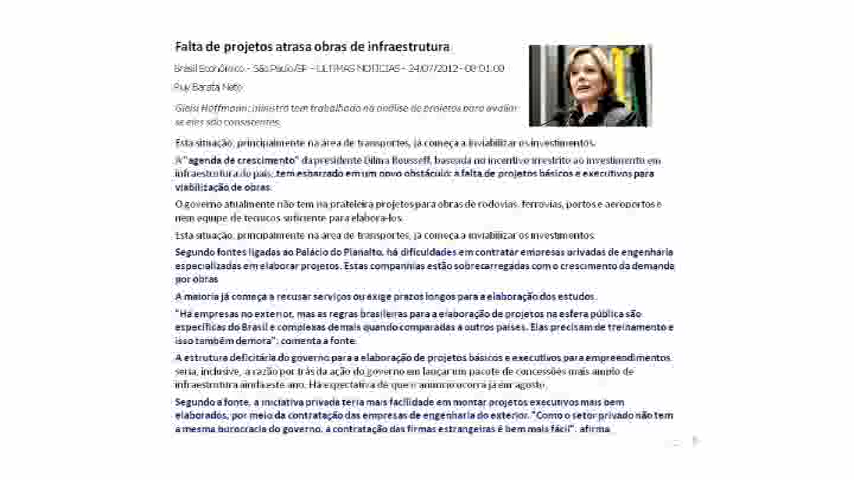 Falta de projetos atrasa obras de infraestrutura
Brasil Econômico - São Paulo/SP - ÚLTIMAS NOTÍCIAS - 24/07/2012 - 08:01:00
Ruy Barata Neto
Gleisi Hoffmann: ministra tem trabalhado na análise de projetos para avaliar
se eles são consistentes.
Esta situação, principalmente na área de transportes, já começa a inviabilizar os investimentos.
A "agenda de crescimento" da presidente Dilma Rousseff, baseada no incentivo irrestrito ao investimento em
infraestrutura do país, tem esbarrado em um novo obstáculo: a falta de projetos básicos e executivos para
viabilização de obras.
O governo atualmente não tem na prateleira projetos para obras de rodovias, ferrovias, portos e aeroportos e
nem equipe de técnicos suficiente para elabora-los.
Esta situação, principalmente na área de transportes, já começa a inviabilizar os investimentos.
Segundo fontes ligadas ao Palácio do Planalto, há dificuldades em contratar empresas privadas de engenharia
especializadas em elaborar projetos. Estas companhias estão sobrecarregadas com o crescimento da demanda
por obras
A maioria já começa a recusar serviços ou exige prazos longos para a elaboração dos estudos.
"Há empresas no exterior, mas as regras brasileiras para a elaboração de projetos na esfera pública são
específicas do Brasil e complexas demais quando comparadas a outros países. Elas precisam de treinamento e
isso também demora", comenta a fonte.
A estrutura deficitária do governo para a elaboração de projetos básicos e executivos para empreendimentos
seria, inclusive, a razão por trás da ação do governo em lançar um pacote de concessões mais amplo de
infraestrutura ainda este ano. Há expectativa de que o anúncio ocorra já em agosto.
Segundo a fonte, a iniciativa privada teria mais facilidade em montar projetos executivos mais bem
elaborados, por meio da contratação das empresas de engenharia do exterior. "Como o setor privado não tem
a mesma burocracia do governo, a contratação das firmas estrangeiras é bem mais fácil", afirma